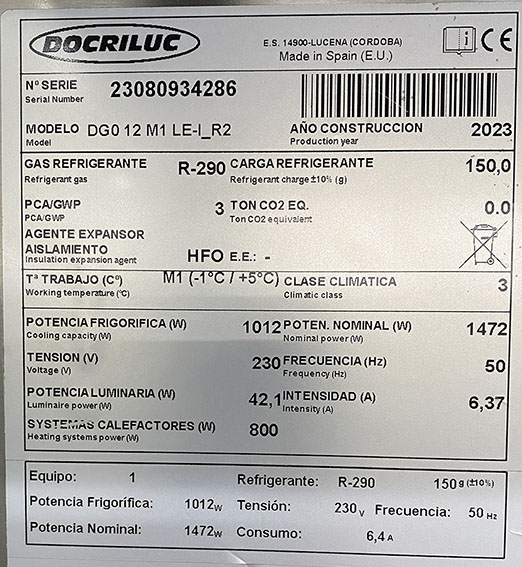 DOCRILUC
E.S. 14900-LUCENA (CORDOBA)
Made in Spain (E.U.)
i CE
Nº SERIE 23080934286
Serial Number
MODELO DG0 12 M1 LE-I_R2 AÑO CONSTRUCCION 2023
Model Production year
GAS REFRIGERANTE R-290 CARGA REFRIGERANTE 150,0
Refrigerant gas Refrigerant charge ±10% (g)
PCA/GWP 3 TON CO2 EQ. 0.0
PCA/GWP Ton CO2 equivalent
AGENTE EXPANSOR
AISLAMIENTO HFO E.E.: -
Insulation expansion agent
Tª TRABAJO (Cº) M1 (-1°C / +5°C) CLASE CLIMATICA 3
Working temperature (°C) Climatic class
POTENCIA FRIGORIFICA (W) 1012 POTEN. NOMINAL (W) 1472
Cooling capacity (W) Nominal power (W)
TENSION (V) 230 FRECUENCIA (Hz) 50
Voltage (V) Frequency (Hz)
POTENCIA LUMINARIA (W) 42,1 INTENSIDAD (A) 6,37
Luminaire power (W) Intensity (A)
SYSTEMAS CALEFACTORES (W) 800
Heating systems power (W)
Equipo: 1 Refrigerante: R-290 150 g (±10%)
Potencia Frigorífica: 1012 W Tensión: 230 V Frecuencia: 50 Hz
Potencia Nominal: 1472 W Consumo: 6,4 A